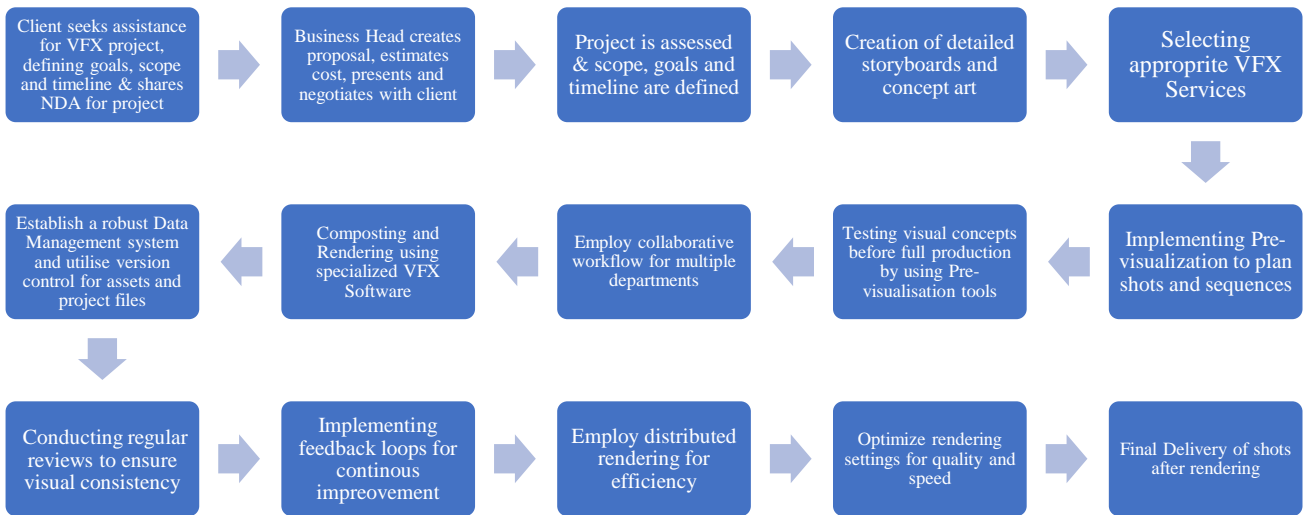 Client seeks assistance
for VFX project,
defining goals, scope
and timeline & shares
NDA for project
Business Head creates
proposal, estimates
cost, presents and
negotiates with client
Project is assessed
& scope, goals and
timeline are defined
Creation of detailed
storyboards and
concept art
Selecting
approprite VFX
Services
Implementing Pre-
visualization to plan
shots and sequences
Testing visual concepts
before full production
by using Pre-
visualisation tools
Employ collaborative
workflow for multiple
departments
Composting and
Rendering using
specialized VFX
Software
Establish a robust Data
Management system
and utilise version
control for assets and
project files
Conducting regular
reviews to ensure
visual consistency
Implementing
feedback loops for
continous
impreovement
Employ distributed
rendering for
efficiency
Optimize rendering
settings for quality and
speed
Final Delivery of shots
after rendering